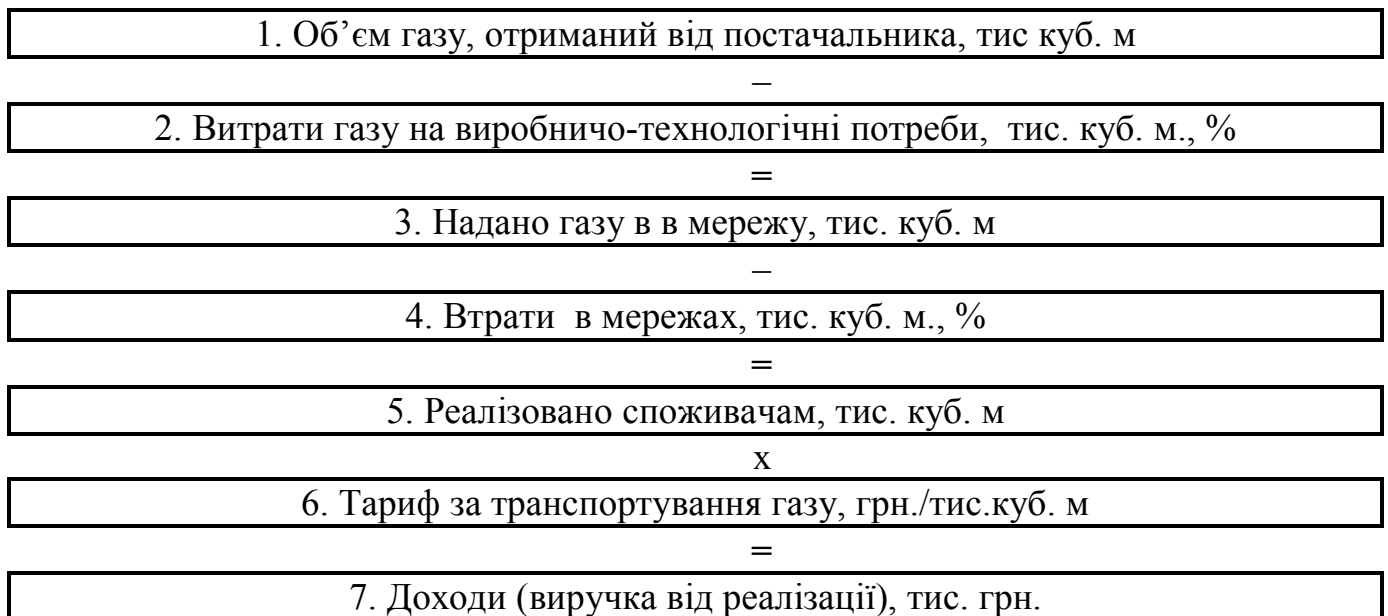 1. Об’єм газу, отриманий від постачальника, тис куб. м
–
2. Витрати газу на виробничо-технологічні потреби, тис. куб. м., %
=
3. Надано газу в в мережу, тис. куб. м
–
4. Втрати в мережах, тис. куб. м., %
=
5. Реалізовано споживачам, тис. куб. м
х
6. Тариф за транспортування газу, грн./тис.куб. м
=
7. Доходи (виручка від реалізації), тис. грн.